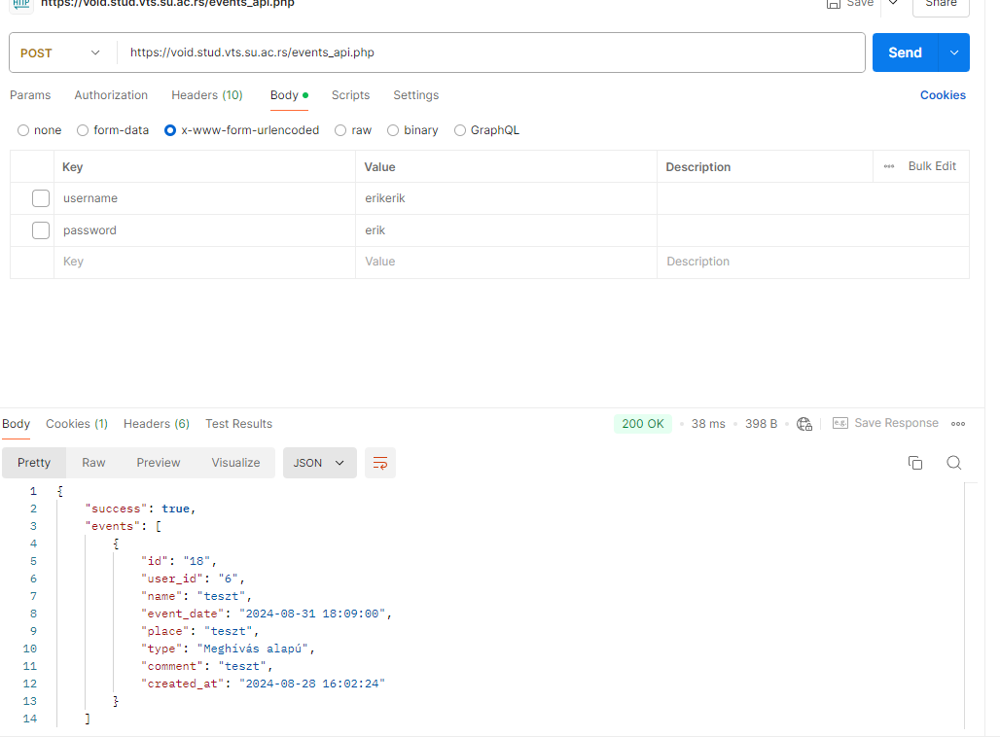 HTTP https://void.stud.vts.su.ac.rs/events_api.php Save Share
POST https://void.stud.vts.su.ac.rs/events_api.php Send
Params Authorization Headers (10) Body Scripts Settings Cookies
none form-data x-www-form-urlencoded raw binary GraphQL
Key Value Description Bulk Edit
username erikerik
password erik
Key Value Description
Body Cookies (1) Headers (6) Test Results 200 OK 38 ms 398 B e.g. Save Response
Pretty Raw Preview Visualize JSON
1 {
2 "success": true,
3 "events": [
4 {
5 "id": "18",
6 "user_id": "6",
7 "name": "teszt",
8 "event_date": "2024-08-31 18:09:00",
9 "place": "teszt",
10 "type": "Meghívás alapú",
11 "comment": "teszt",
12 "created_at": "2024-08-28 16:02:24"
13 }
14 ]